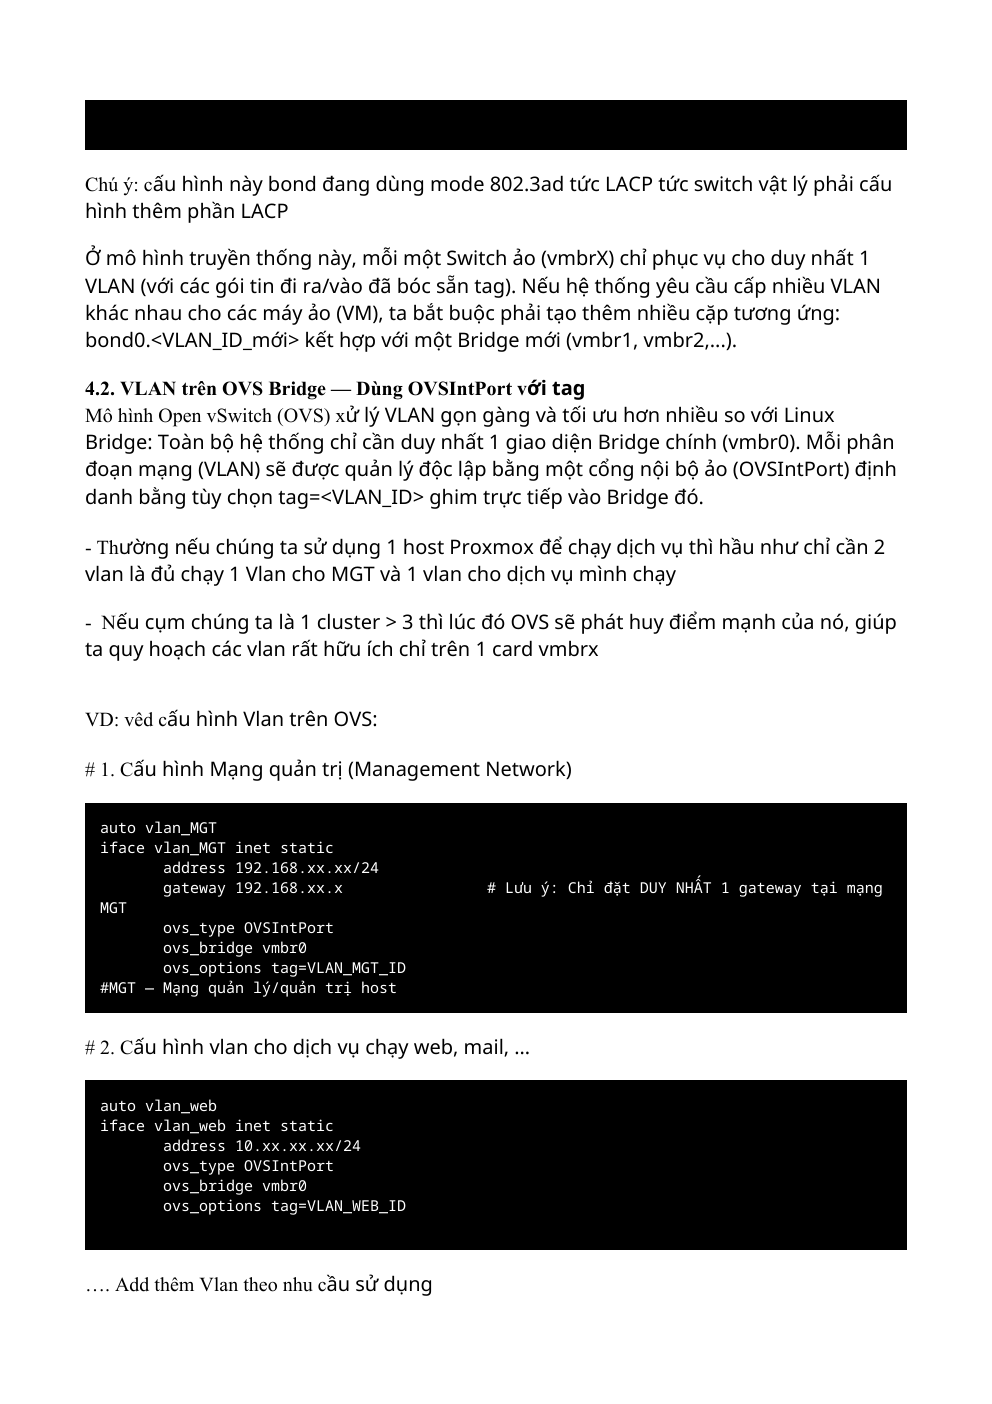 Chú ý: cấu hình này bond đang dùng mode 802.3ad tức LACP tức switch vật lý phải cấu
hình thêm phần LACP
Ở mô hình truyền thống này, mỗi một Switch ảo (vmbrX) chỉ phục vụ cho duy nhất 1
VLAN (với các gói tin đi ra/vào đã bóc sẵn tag). Nếu hệ thống yêu cầu cấp nhiều VLAN
khác nhau cho các máy ảo (VM), ta bắt buộc phải tạo thêm nhiều cặp tương ứng:
bond0.<VLAN_ID_mới> kết hợp với một Bridge mới (vmbr1, vmbr2,...).
4.2. VLAN trên OVS Bridge — Dùng OVSIntPort với tag
Mô hình Open vSwitch (OVS) xử lý VLAN gọn gàng và tối ưu hơn nhiều so với Linux
Bridge: Toàn bộ hệ thống chỉ cần duy nhất 1 giao diện Bridge chính (vmbr0). Mỗi phân
đoạn mạng (VLAN) sẽ được quản lý độc lập bằng một cổng nội bộ ảo (OVSIntPort) định
danh bằng tùy chọn tag=<VLAN_ID> ghim trực tiếp vào Bridge đó.
- Thường nếu chúng ta sử dụng 1 host Proxmox để chạy dịch vụ thì hầu như chỉ cần 2
vlan là đủ chạy 1 Vlan cho MGT và 1 vlan cho dịch vụ mình chạy
- Nếu cụm chúng ta là 1 cluster > 3 thì lúc đó OVS sẽ phát huy điểm mạnh của nó, giúp
ta quy hoạch các vlan rất hữu ích chỉ trên 1 card vmbrx
VD: vêd cấu hình Vlan trên OVS:
# 1. Cấu hình Mạng quản trị (Management Network)
auto vlan_MGT
iface vlan_MGT inet static
address 192.168.xx.xx/24
gateway 192.168.xx.x # Lưu ý: Chỉ đặt DUY NHẤT 1 gateway tại mạng
MGT
ovs_type OVSIntPort
ovs_bridge vmbr0
ovs_options tag=VLAN_MGT_ID
#MGT — Mạng quản lý/quản trị host
# 2. Cấu hình vlan cho dịch vụ chạy web, mail, ...
auto vlan_web
iface vlan_web inet static
address 10.xx.xx.xx/24
ovs_type OVSIntPort
ovs_bridge vmbr0
ovs_options tag=VLAN_WEB_ID
…. Add thêm Vlan theo nhu cầu sử dụng